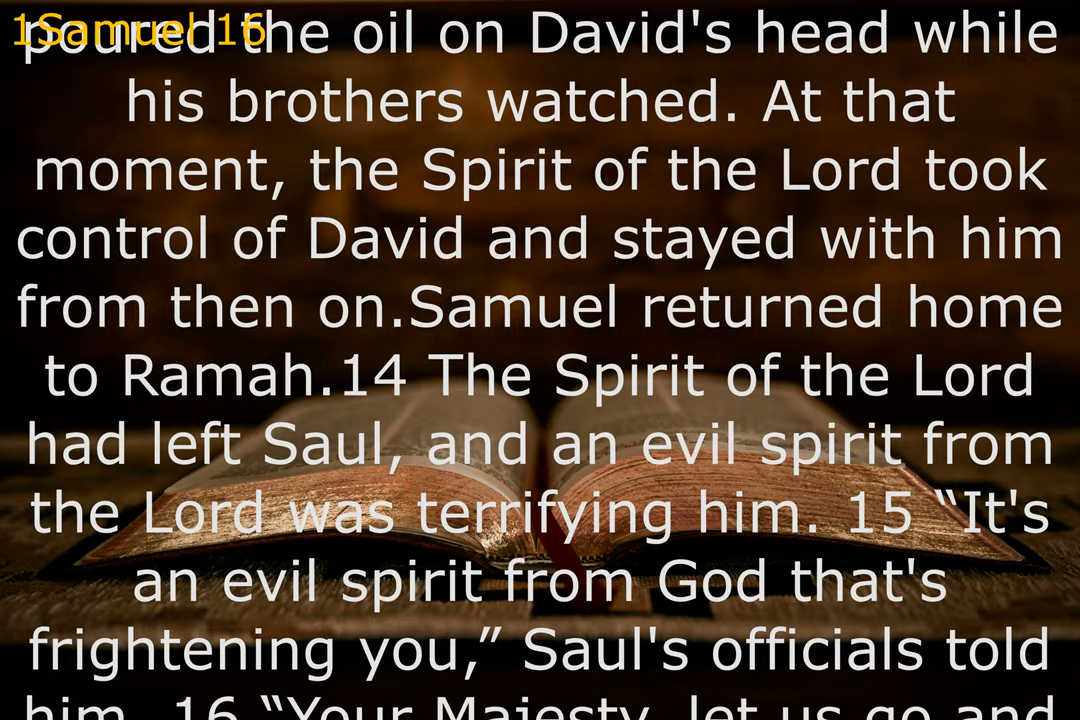 1Samuel 16
poured the oil on David's head while
his brothers watched. At that
moment, the Spirit of the Lord took
control of David and stayed with him
from then on.Samuel returned home
to Ramah.14 The Spirit of the Lord
had left Saul, and an evil spirit from
the Lord was terrifying him. 15 “It's
an evil spirit from God that's
frightening you,” Saul's officials told
him. 16 “Your Majesty, let us go and